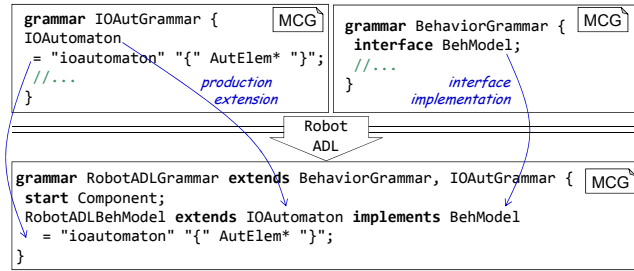 grammar IOAutGrammar {
MCG
IOAutomaton
= "ioautomaton" "{" AutElem* "}";
//...
}
production
extension
grammar BehaviorGrammar {
MCG
interface BehModel;
//...
}
interface
implementation
Robot
ADL
grammar RobotADLGrammar extends BehaviorGrammar, IOAutGrammar {
MCG
start Component;
RobotADLBehModel extends IOAutomaton implements BehModel
= "ioautomaton" "{" AutElem* "}";
}